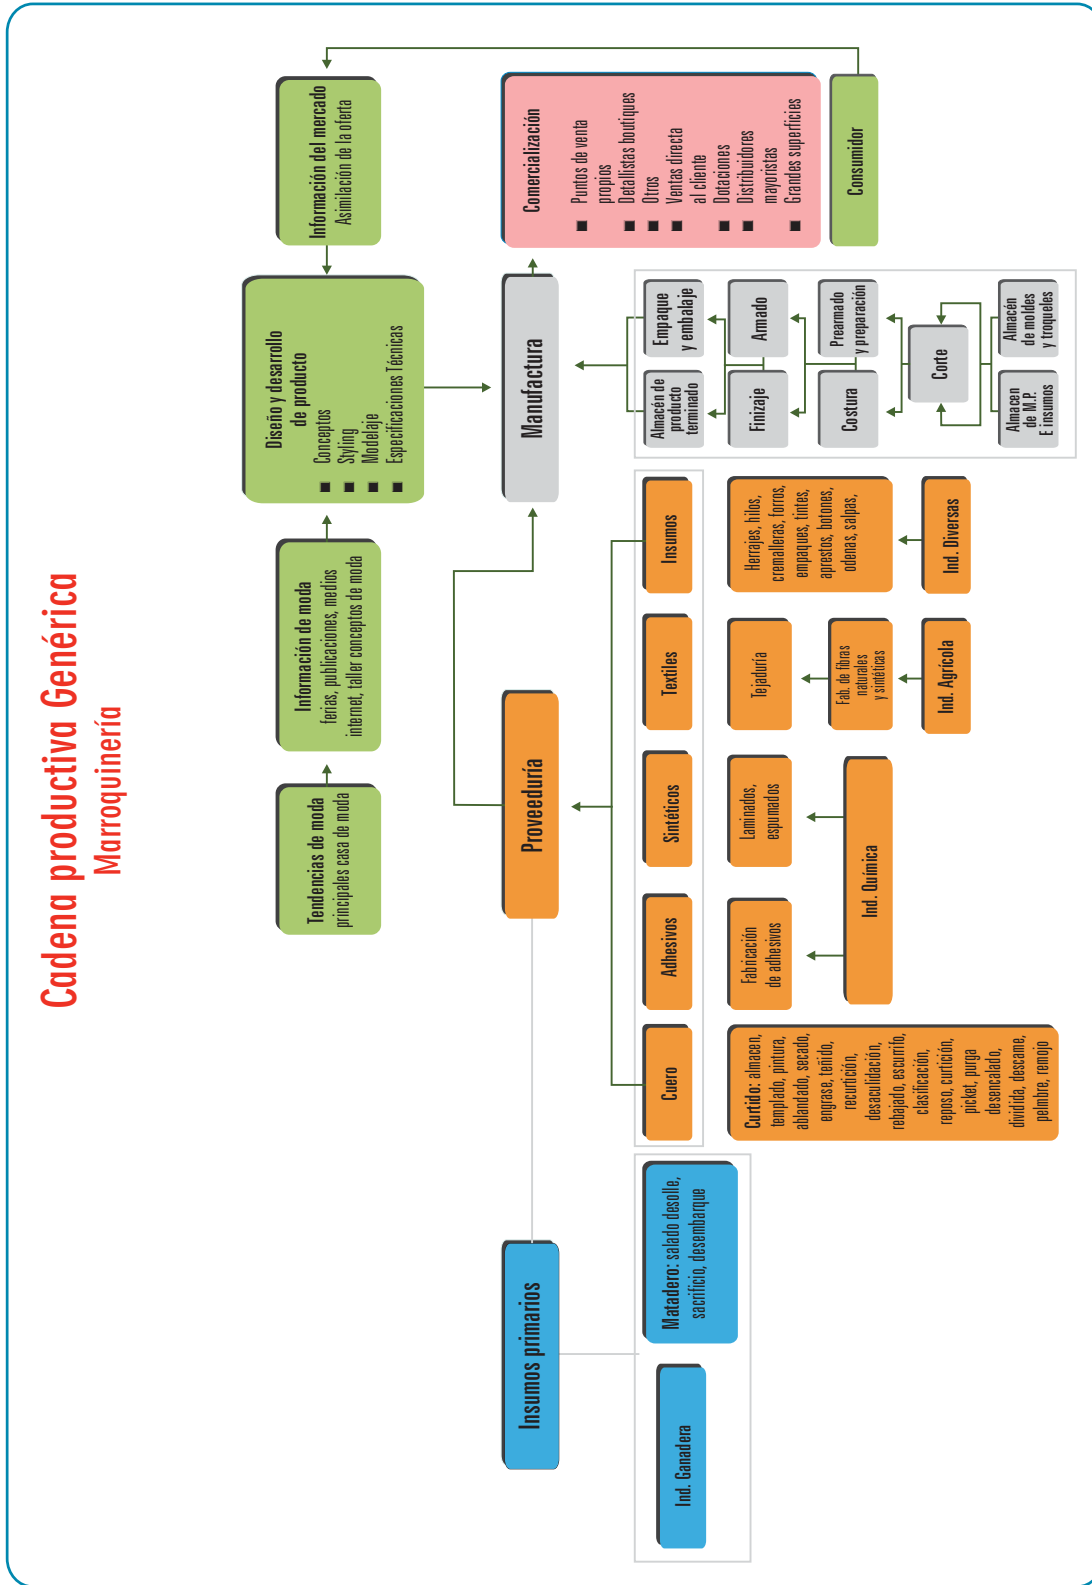 Cadena productiva Genérica
Marroquinería
Tendencias de moda
principales casa de moda
Información de moda
ferias, publicaciones, medios
internet, taller conceptos de moda
Diseño y desarrollo
de producto
Conceptos
Styling
Modelaje
Especificaciones Técnicas
Información del mercado
Asimilación de la oferta
Insumos primarios
Proveeduría
Manufactura
Comercialización
Puntos de venta
propios
Detallistas boutiques
Otros
Ventas directa
al cliente
Dotaciones
Distribuidores
mayoristas
Grandes superficies
Consumidor
Ind. Ganadera
Matadero: salado desolle,
sacrificio, desembarque
Cuero
Adhesivos
Sintéticos
Textiles
Insumos
Curtido: almacen,
templado, pintura,
ablandado, secado,
engrase, teñido,
recurtición,
desaculidación,
rebajado, escurrifo,
clasificación,
reposo, curtición,
picket, purga
desencalado,
dividida, descame,
pelmbre, remojo
Fabricación
de adhesivos
Laminados,
espumados
Ind. Química
Tejaduría
Fab. de fibras
naturales
y sintéticas
Ind. Agrícola
Herrajes, hilos,
cremalleras, forros,
empaques, tintes,
aprestos, botones,
odenas, salpas,
Ind. Diversas
Almacén de
producto
terminado
Empaque
y embalaje
Finizaje
Armado
Costura
Prearmado
y preparación
Corte
Almacen
de M.P.
E insumos
Almacén
de moldes
y troqueles